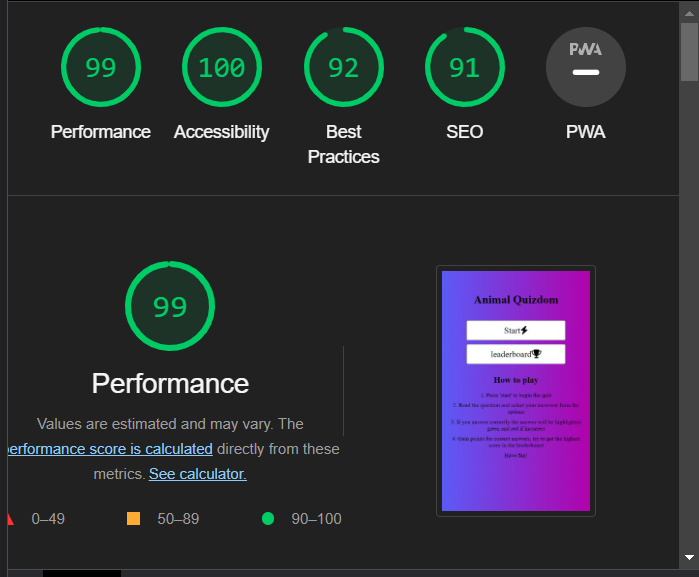 99
100
92
91
PWA
Performance
Accessibility
Best
Practices
SEO
PWA
99
Performance
Values are estimated and may vary. The
performance score is calculated directly from these
metrics. See calculator.
0–49
50–89
90–100
Animal Quizdom
Start
leaderboard
How to play
1. Press 'start' to begin the quiz
2. Read the question and select your answers from the
options
3. If you answer correctly the answer will be highlighted
green and red if incorrect
4. Gain points for correct answers, try to get the highest
score in the leaderboard
Have fun!